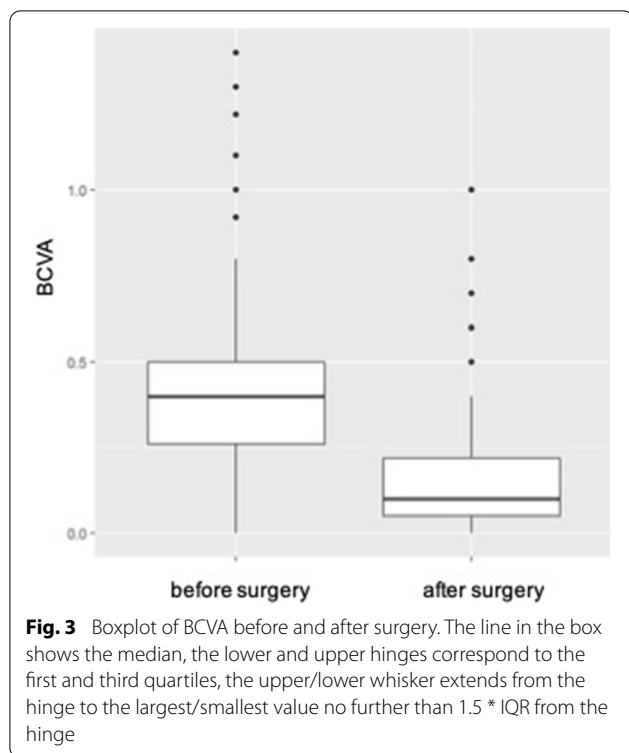 BCVA
1.0
0.5
0.0
before surgery after surgery
Fig. 3 Boxplot of BCVA before and after surgery. The line in the box
shows the median, the lower and upper hinges correspond to the
first and third quartiles, the upper/lower whisker extends from the
hinge to the largest/smallest value no further than 1.5 * IQR from the
hinge